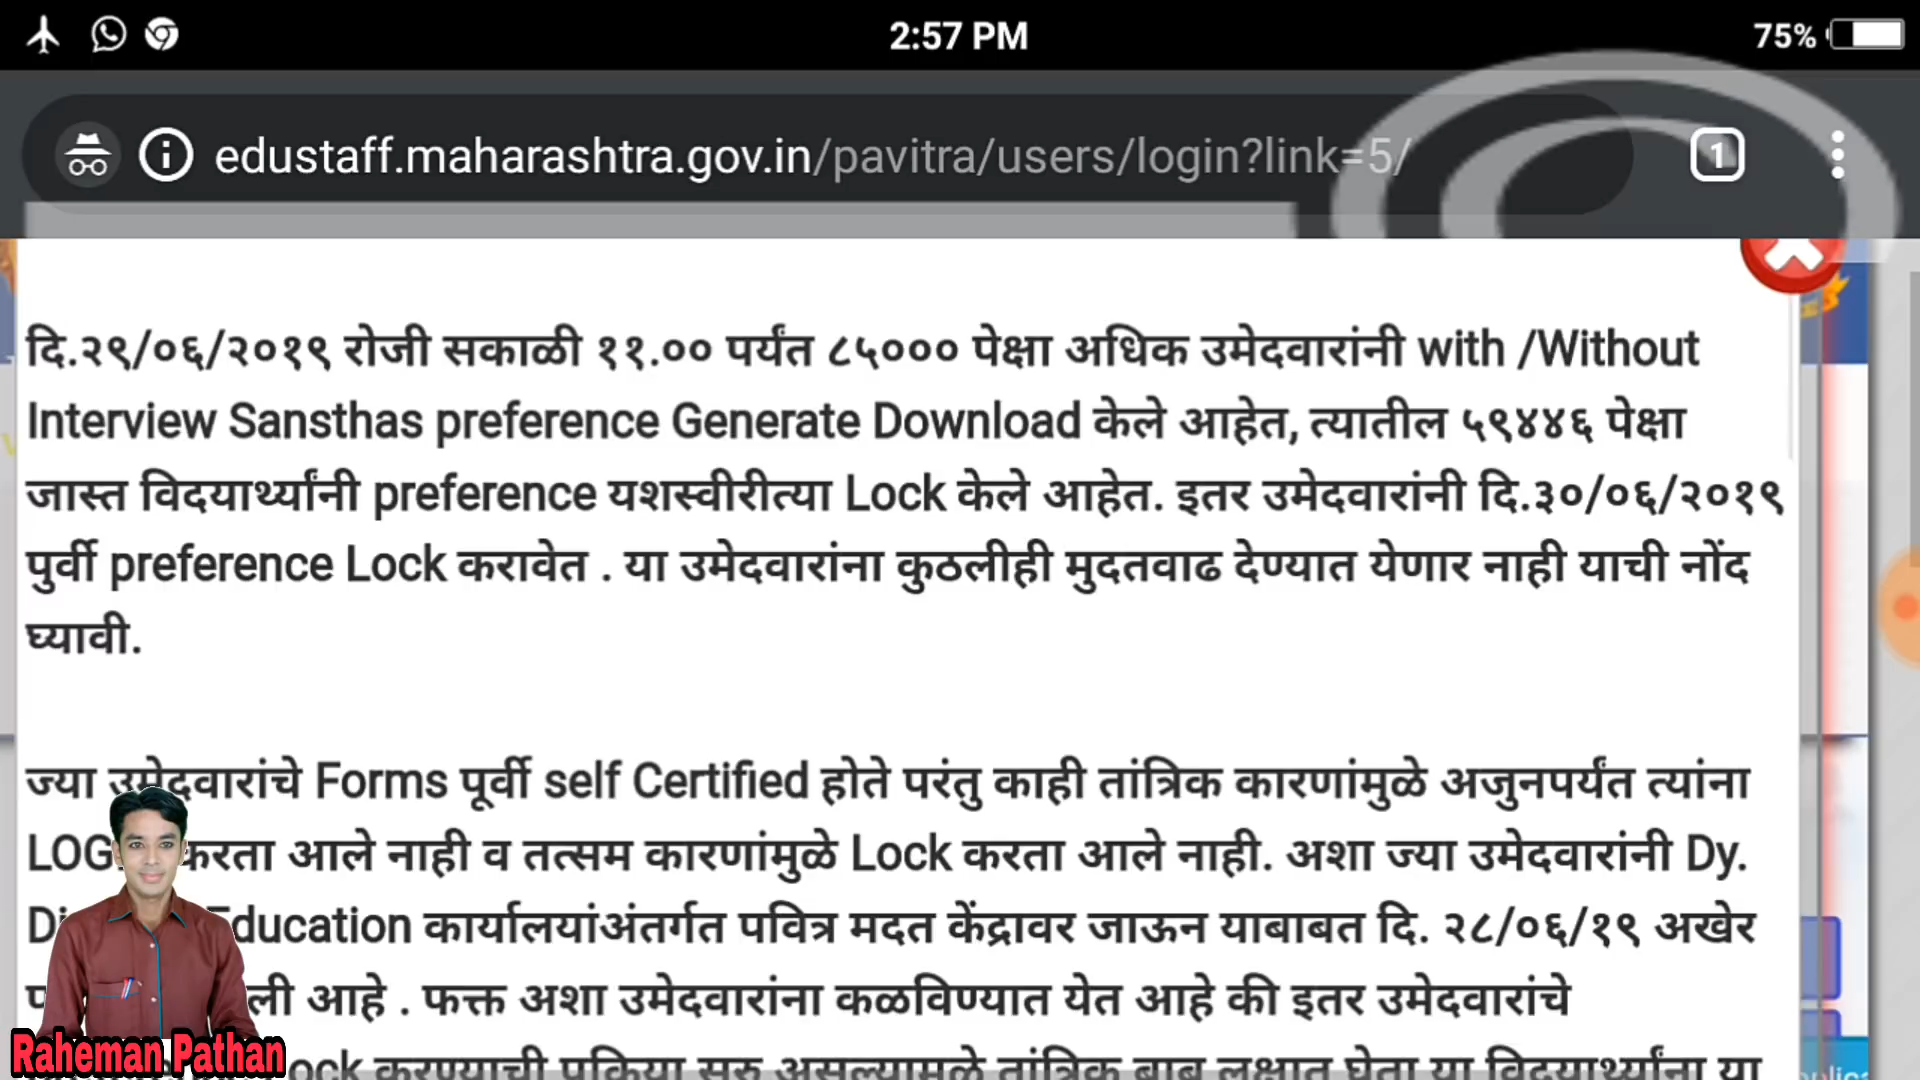 2:57 PM
75%
edustaff.maharashtra.gov.in/pavitra/users/login?link=5/
1
दि.२९/०६/२०१९ रोजी सकाळी ११.०० पर्यंत ८५००० पेक्षा अधिक उमेदवारांनी with /Without
Interview Sansthas preference Generate Download केले आहेत, त्यातील ५९४४६ पेक्षा
जास्त विदयार्थ्यांनी preference यशस्वीरीत्या Lock केले आहेत. इतर उमेदवारांनी दि.३०/०६/२०१९
पुर्वी preference Lock करावेत . या उमेदवारांना कुठलीही मुदतवाढ देण्यात येणार नाही याची नोंद
घ्यावी.
ज्या उमेदवारांचे Forms पूर्वी self Certified होते परंतु काही तांत्रिक कारणांमुळे अजुनपर्यंत त्यांना
करता आले नाही व तत्सम कारणांमुळे Lock करता आले नाही. अशा ज्या उमेदवारांनी Dy.
Education कार्यालयांअंतर्गत पवित्र मदत केंद्रावर जाऊन याबाबत दि. २८/०६/१९ अखेर
आहे . फक्त अशा उमेदवारांना कळविण्यात येत आहे की इतर उमेदवारांचे
करण्याची प्रक्रिया सुरु असल्यामुळे तांत्रिक बाब लक्षात घेता या विदयार्थ्यांना या
Raheman Pathan